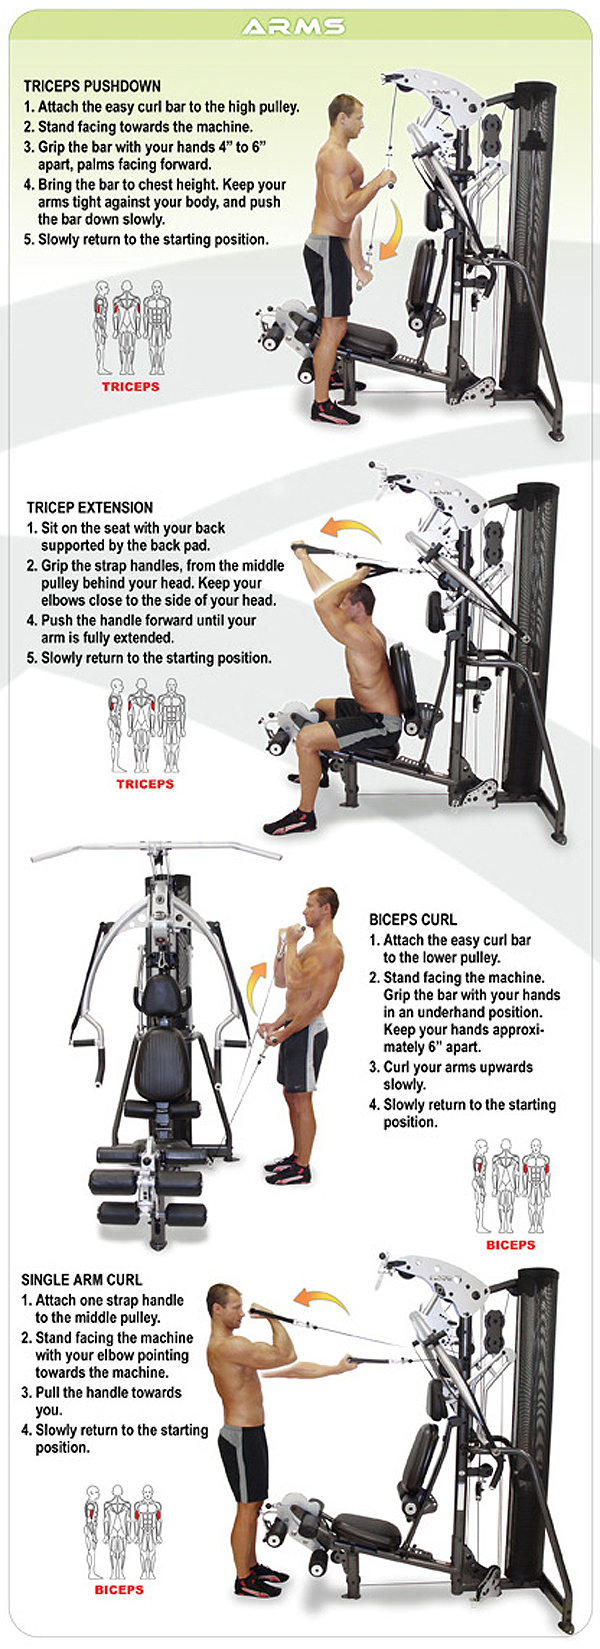 ARMS
TRICEPS PUSHDOWN
1. Attach the easy curl bar to the high pulley.
2. Stand facing towards the machine.
3. Grip the bar with your hands 4” to 6”
apart, palms facing forward.
4. Bring the bar to chest height. Keep your
arms tight against your body, and push
the bar down slowly.
5. Slowly return to the starting position.
TRICEPS
TRICEP EXTENSION
1. Sit on the seat with your back
supported by the back pad.
2. Grip the strap handles, from the middle
pulley behind your head. Keep your
elbows close to the side of your head.
4. Push the handle forward until your
arm is fully extended.
5. Slowly return to the starting position.
TRICEPS
BICEPS CURL
1. Attach the easy curl bar
to the lower pulley.
2. Stand facing the machine.
Grip the bar with your hands
in an underhand position.
Keep your hands approxi-
mately 6” apart.
3. Curl your arms upwards
slowly.
4. Slowly return to the starting
position.
BICEPS
SINGLE ARM CURL
1. Attach one strap handle
to the middle pulley.
2. Stand facing the machine
with your elbow pointing
towards the machine.
3. Pull the handle towards
you.
4. Slowly return to the starting
position.
BICEPS